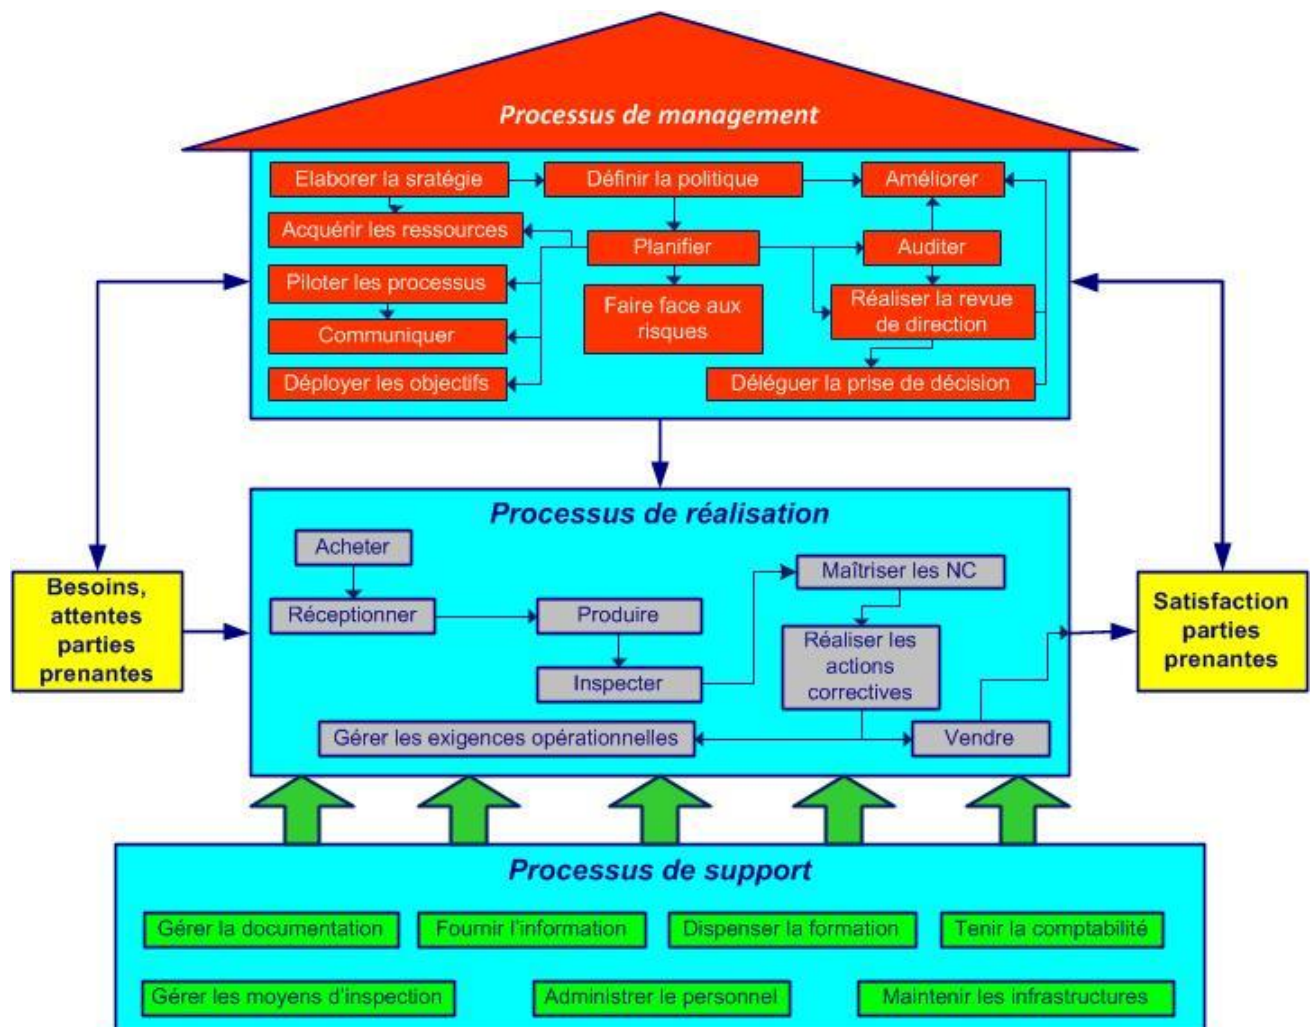 Processus de management
Elaborer la sratégie
Définir la politique
Améliorer
Acquérir les ressources
Planifier
Auditer
Piloter les processus
Faire face aux
risques
Réaliser la revue
de direction
Communiquer
Déployer les objectifs
Déléguer la prise de décision
Processus de réalisation
Acheter
Maîtriser les NC
Besoins,
attentes
parties
prenantes
Réceptionner
Produire
Réaliser les
actions
correctives
Satisfaction
parties
prenantes
Inspecter
Gérer les exigences opérationnelles
Vendre
Processus de support
Gérer la documentation
Fournir l'information
Dispenser la formation
Tenir la comptabilité
Gérer les moyens d'inspection
Administrer le personnel
Maintenir les infrastructures